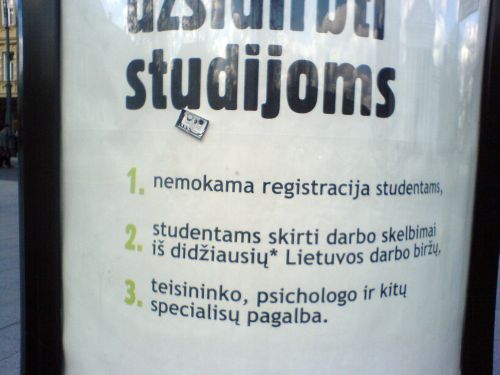 užsidirbti
studijoms
1. nemokama registracija studentams,
2. studentams skirti darbo skelbimai
iš didžiausių* Lietuvos darbo biržų,
3. teisininko, psichologo ir kitų
specialisų pagalba.